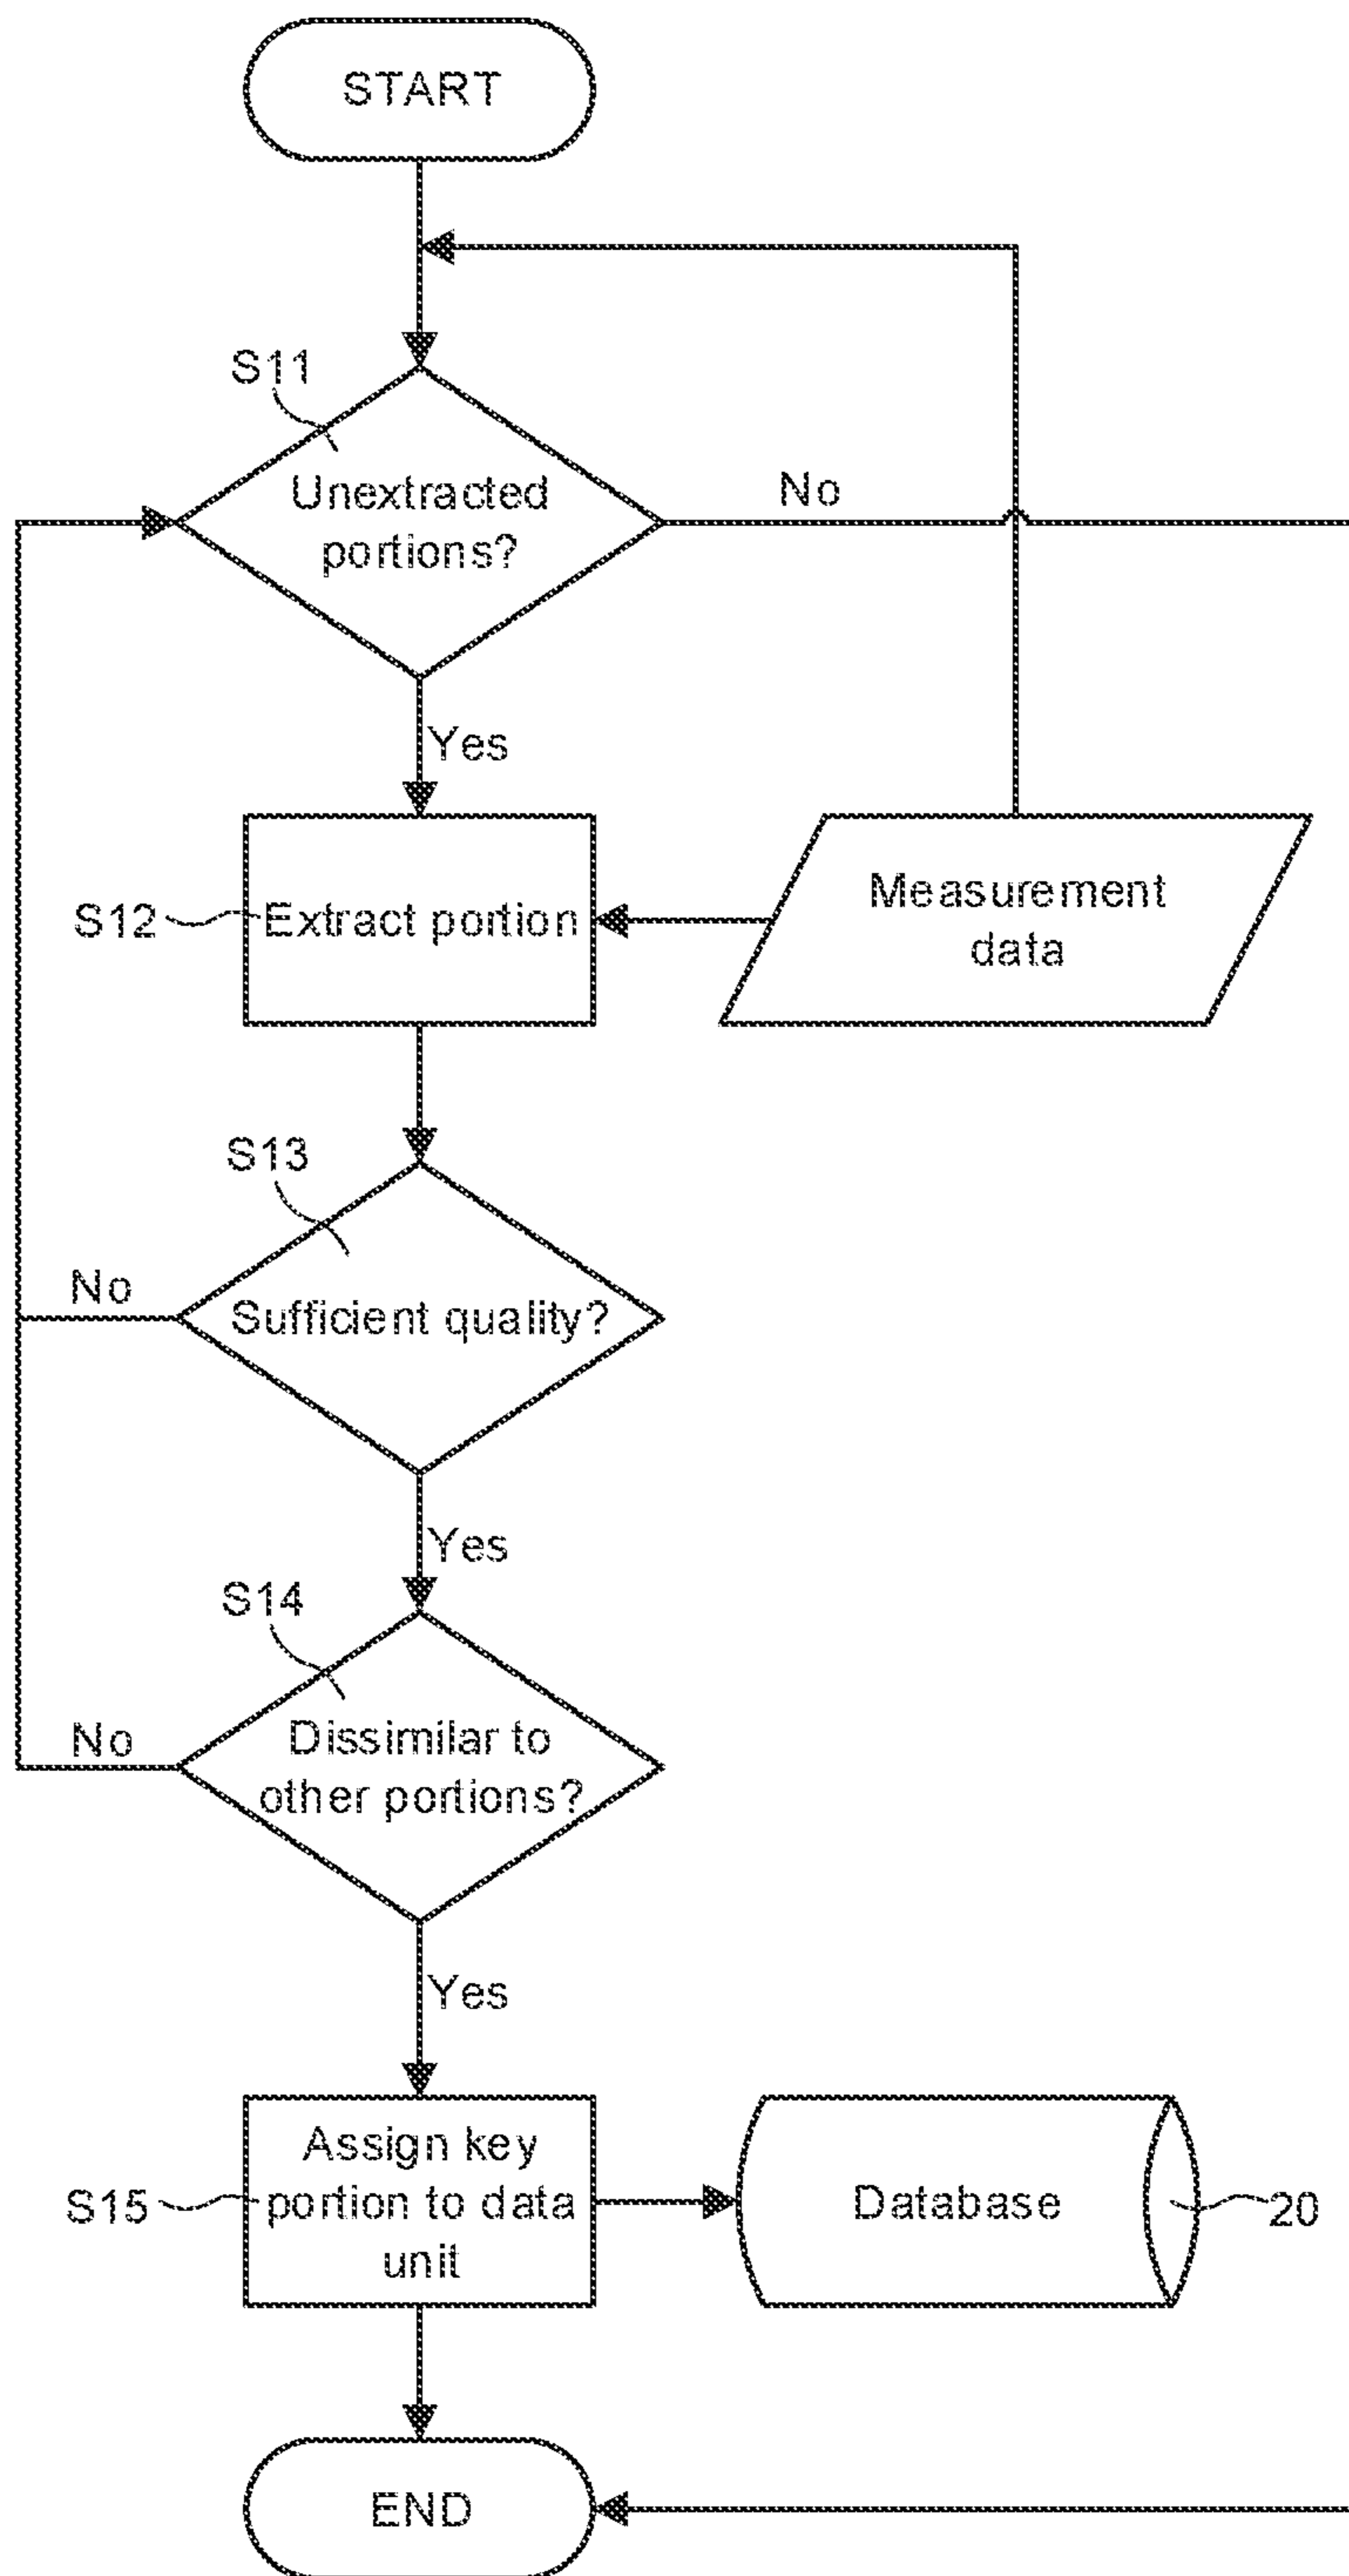 START
S11
Unextracted
portions?
No
Yes
S12
Extract portion
Measurement
data
S13
No
Sufficient quality?
Yes
S14
No
Dissimilar to
other portions?
Yes
Assign key
S15
portion to data
unit
Database
20
END